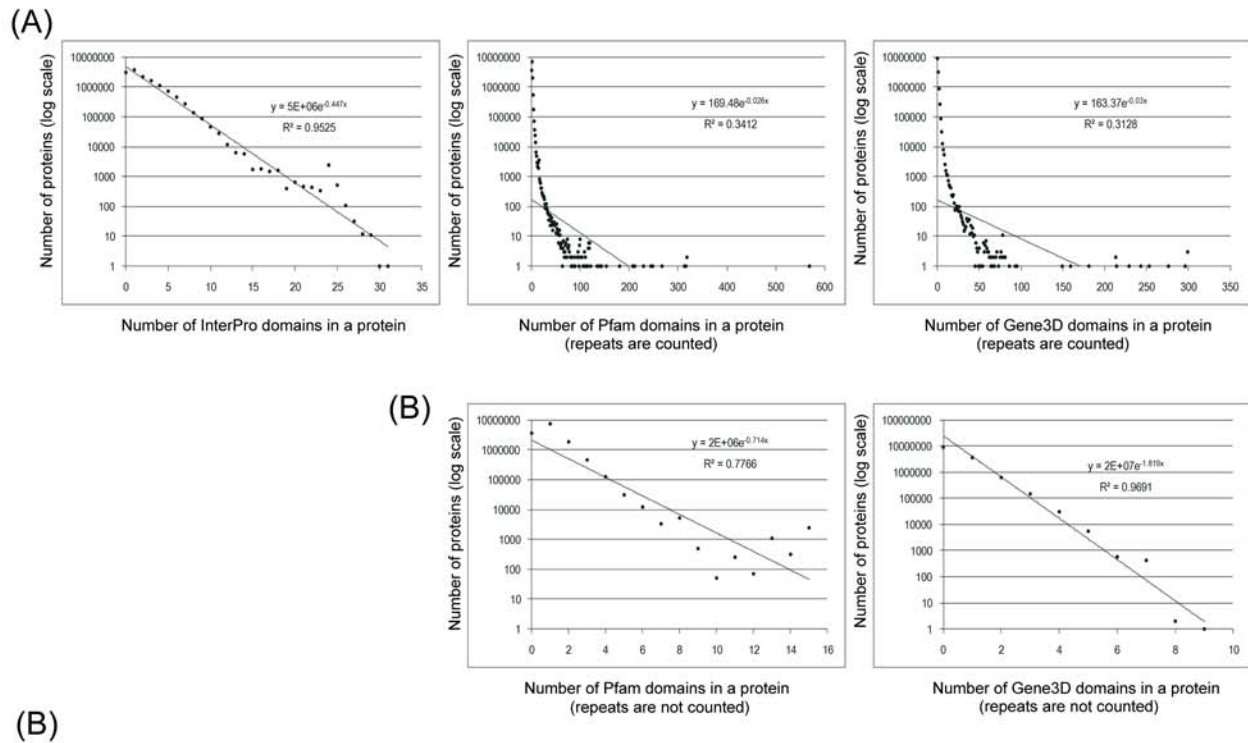 (A)
Number of proteins (log scale)
10000000
1000000
100000
10000
1000
100
10
1
0 5 10 15 20 25 30 35
y = 5E+06e-0.447x
R² = 0.9525
Number of InterPro domains in a protein
Number of proteins (log scale)
10000000
1000000
100000
10000
1000
100
10
1
0 100 200 300 400 500 600
y = 169.48e-0.026x
R² = 0.3412
Number of Pfam domains in a protein
(repeats are counted)
Number of proteins (log scale)
10000000
1000000
100000
10000
1000
100
10
1
0 50 100 150 200 250 300 350
y = 163.37e-0.03x
R² = 0.3128
Number of Gene3D domains in a protein
(repeats are counted)
(B)
Number of proteins (log scale)
10000000
1000000
100000
10000
1000
100
10
1
0 2 4 6 8 10 12 14 16
y = 2E+06e-0.714x
R² = 0.7766
Number of Pfam domains in a protein
(repeats are not counted)
Number of proteins (log scale)
100000000
10000000
1000000
100000
10000
1000
100
10
1
0 2 4 6 8 10
y = 2E+07e-1.819x
R² = 0.9691
Number of Gene3D domains in a protein
(repeats are not counted)
(B)